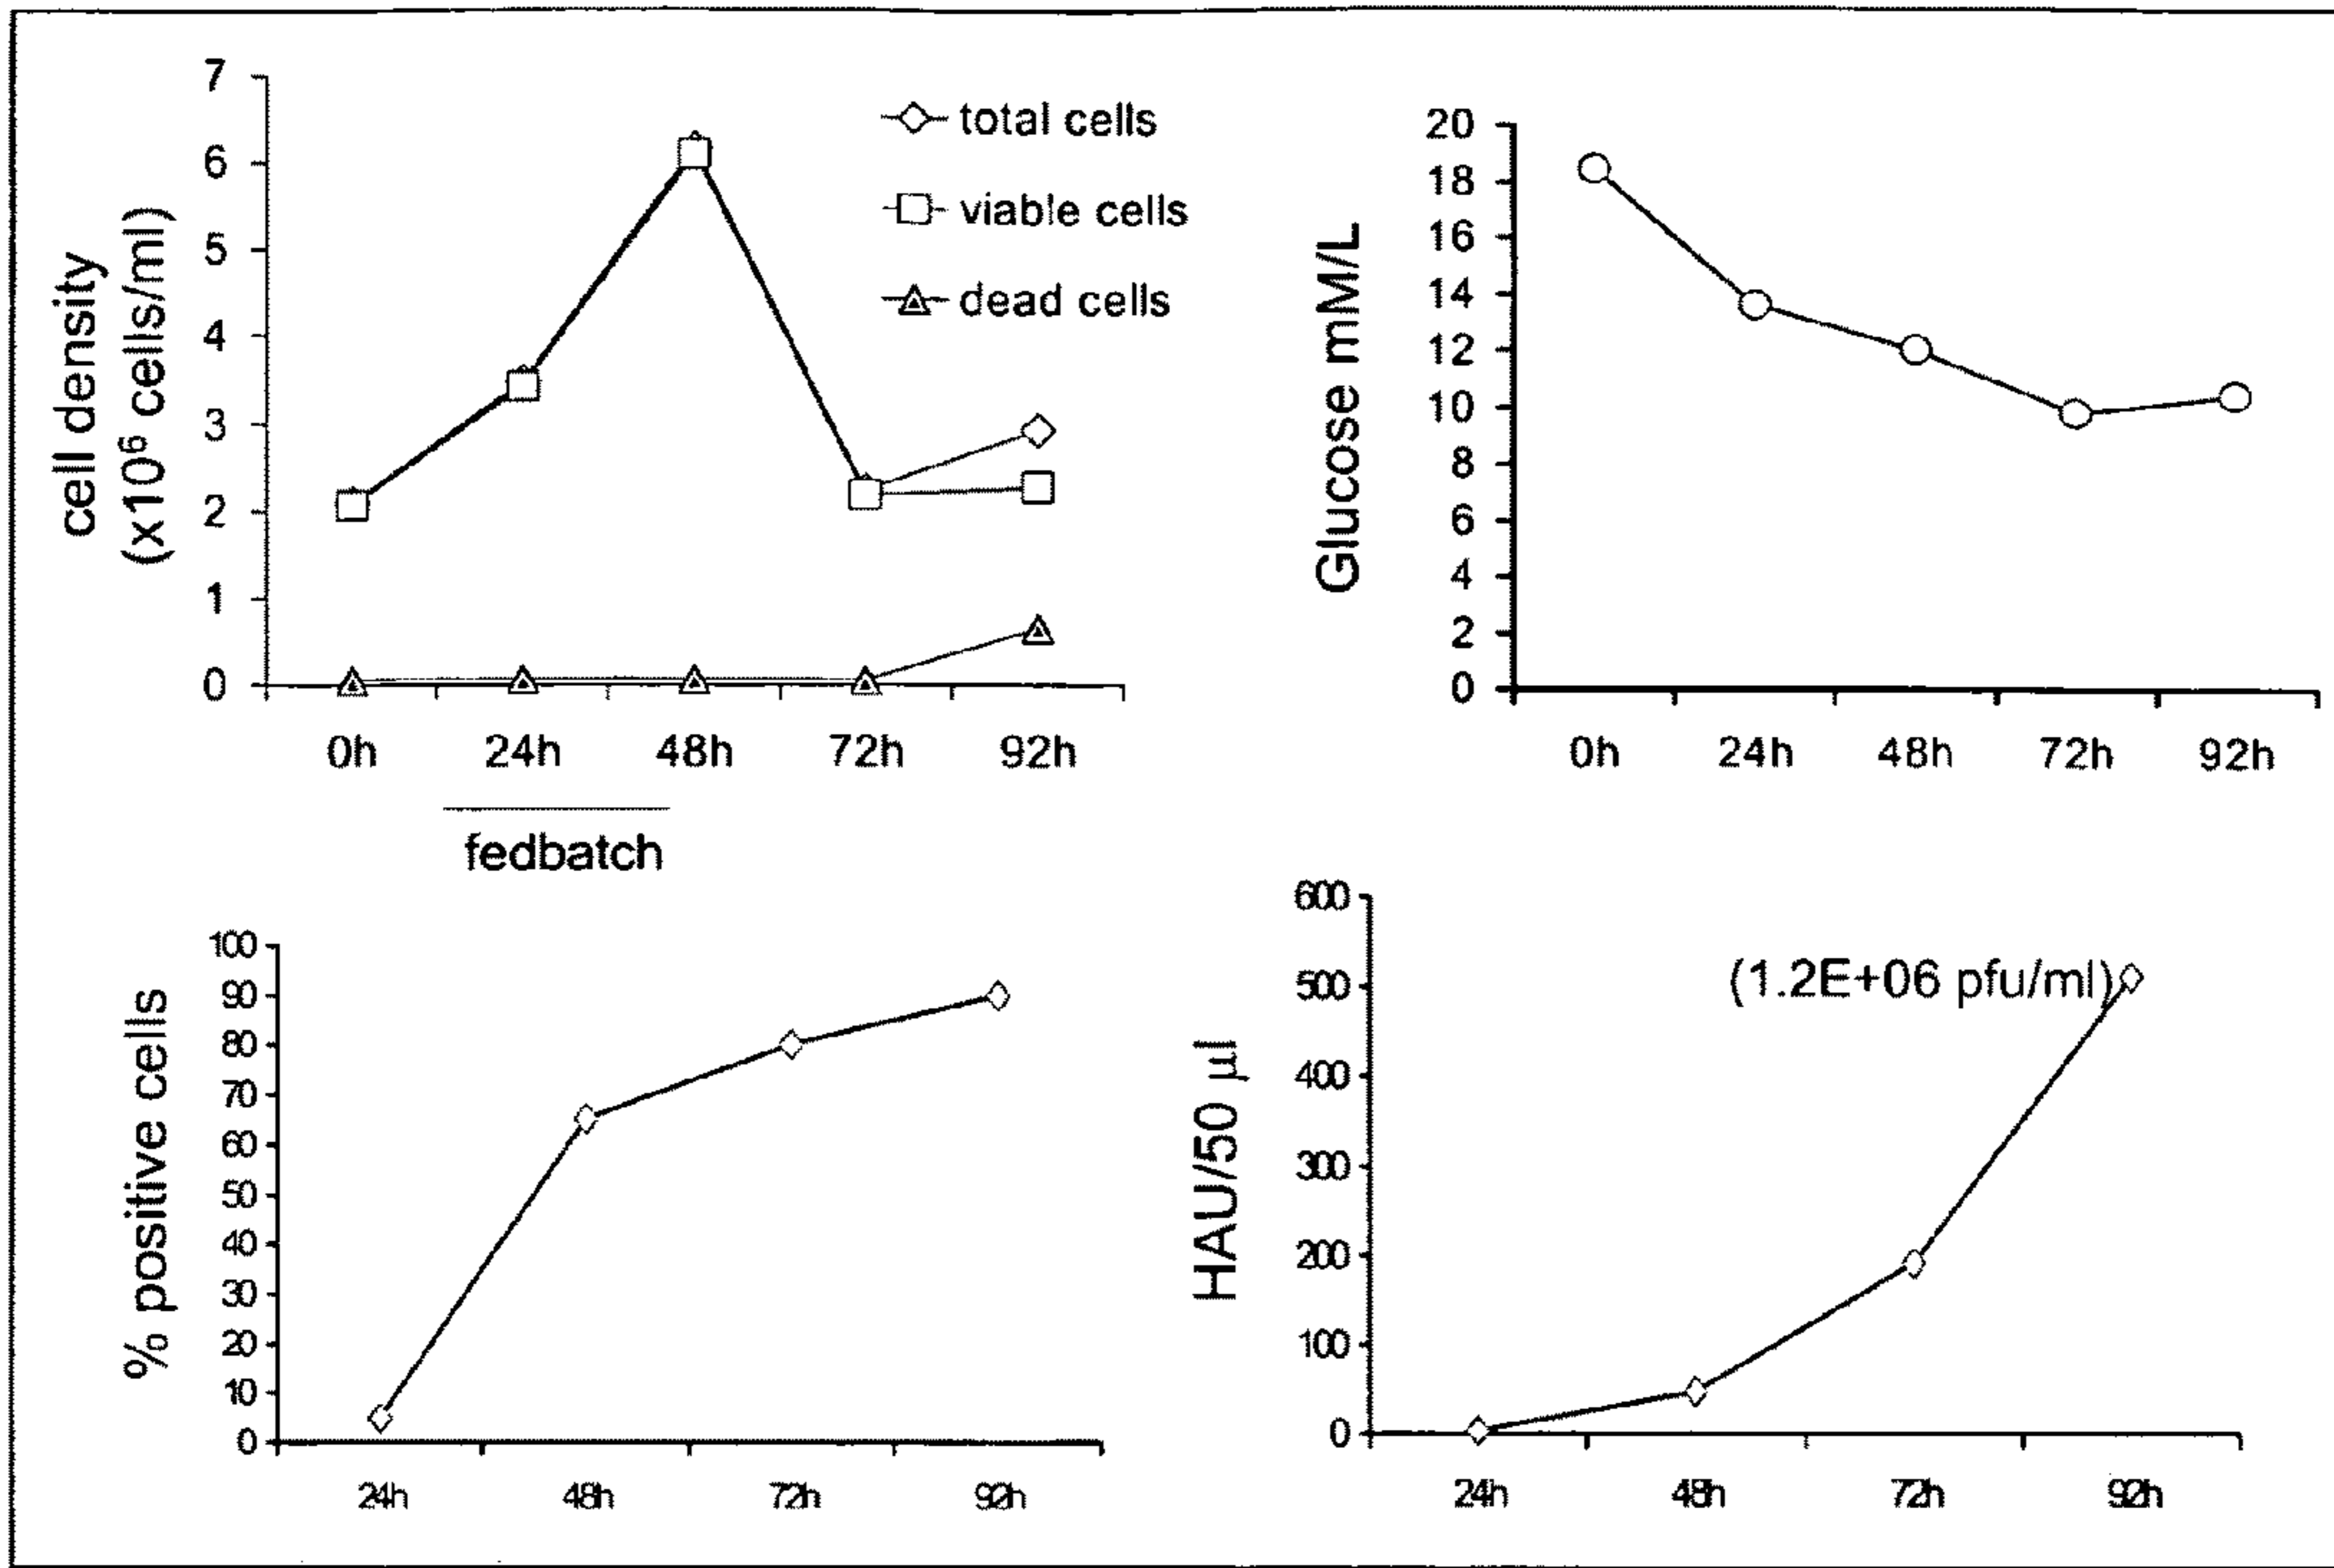 7
6
5
4
3
2
1
0
cell density
(x10⁶ cells/ml)
total cells
viable cells
dead cells
0h 24h 48h 72h 92h
fedbatch
20
18
16
14
12
10
8
6
4
2
0
Glucose mM/L
0h 24h 48h 72h 92h
100
90
80
70
60
50
40
30
20
10
0
% positive cells
24h 48h 72h 92h
600
500
400
300
200
100
0
HAU/50 µl
(1.2E+06 pfu/ml)
24h 48h 72h 92h